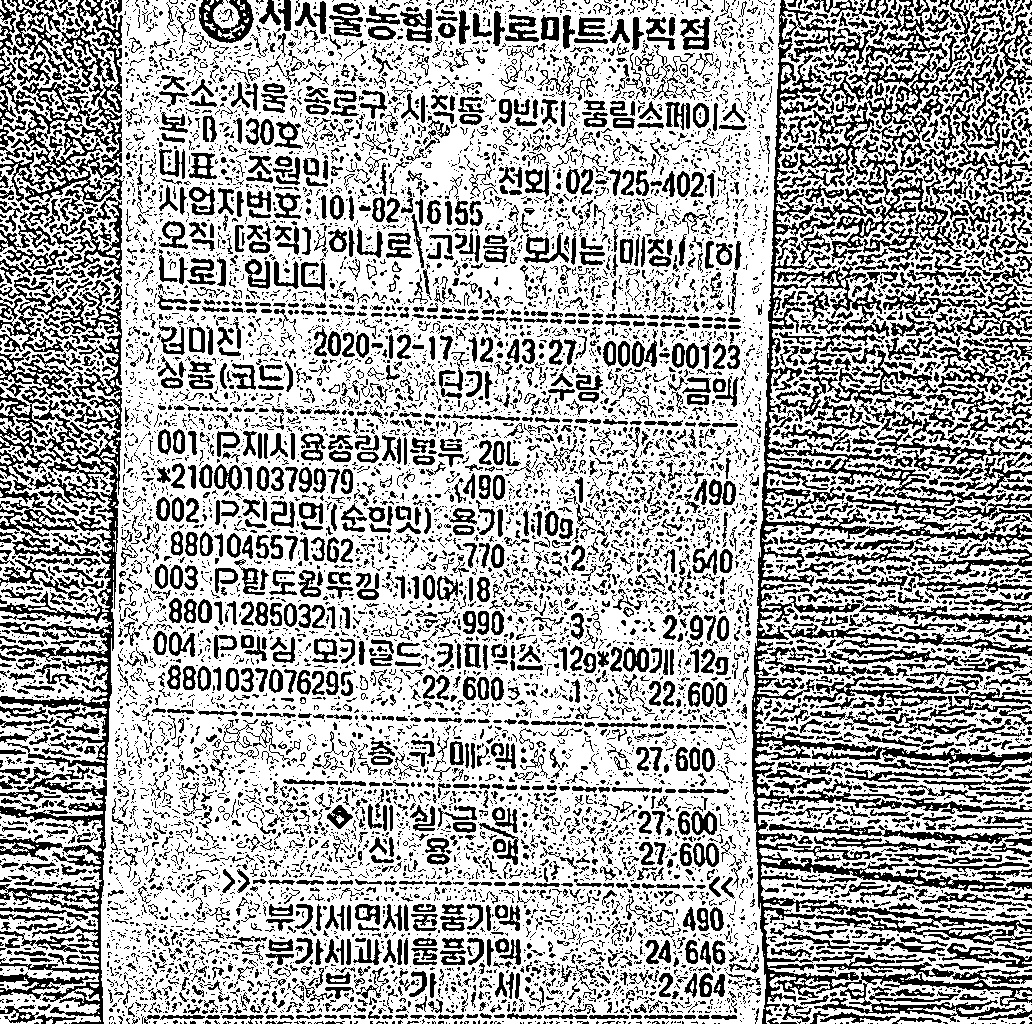 서서울농협하나로마트사직점
주소:서울 종로구 사직동 9번지 풍림스페이스
본 B 130호
대표: 조원민 전화:02-725-4021
사업자번호:101-82-16155
오직 [정직] 하나로 고객을 모시는 매장! [하
나로] 입니다.
김미진 2020-12-17 12:43:27 0004-00123
상품(코드) 단가 수량 금액
001 P재사용종량제봉투 20L
*2100010379979 490 1 490
002 P진라면(순한맛) 용기 110g
8801045571362 770 2 1,540
003 P팔도왕뚜껑 110G*18
8801128503211 990 3 2,970
004 P맥심 모카골드 커피믹스 12g*200개 12g
8801037076295 22,600 1 22,600
총 구 매 액: 27,600
◆ 내 실 금 액: 27,600
신 용 액: 27,600
>>------<<
부가세면세물품가액: 490
부가세과세물품가액: 24,646
부 가 세 2,464